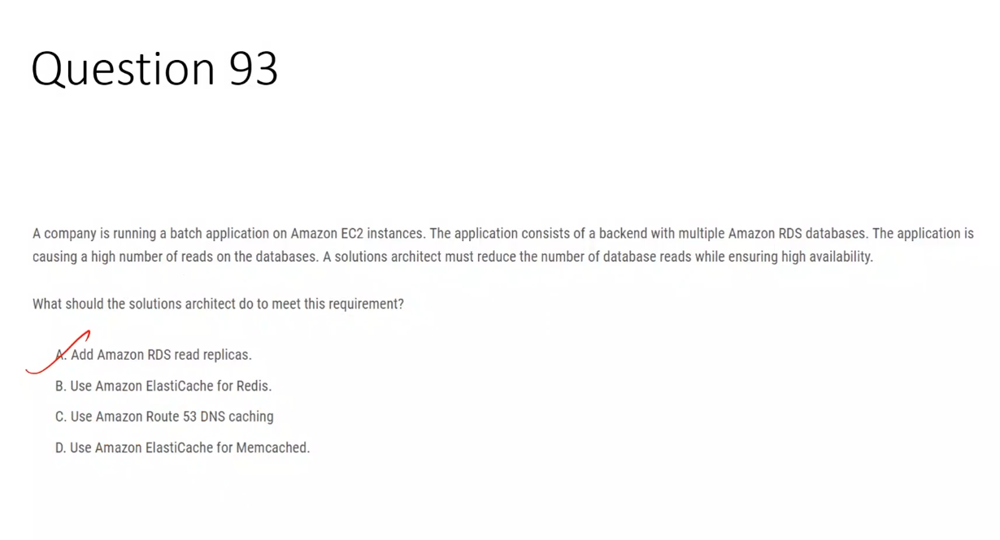 Question 93
A company is running a batch application on Amazon EC2 instances. The application consists of a backend with multiple Amazon RDS databases. The application is
causing a high number of reads on the databases. A solutions architect must reduce the number of database reads while ensuring high availability.
What should the solutions architect do to meet this requirement?
A. Add Amazon RDS read replicas.
B. Use Amazon ElastiCache for Redis.
C. Use Amazon Route 53 DNS caching
D. Use Amazon ElastiCache for Memcached.